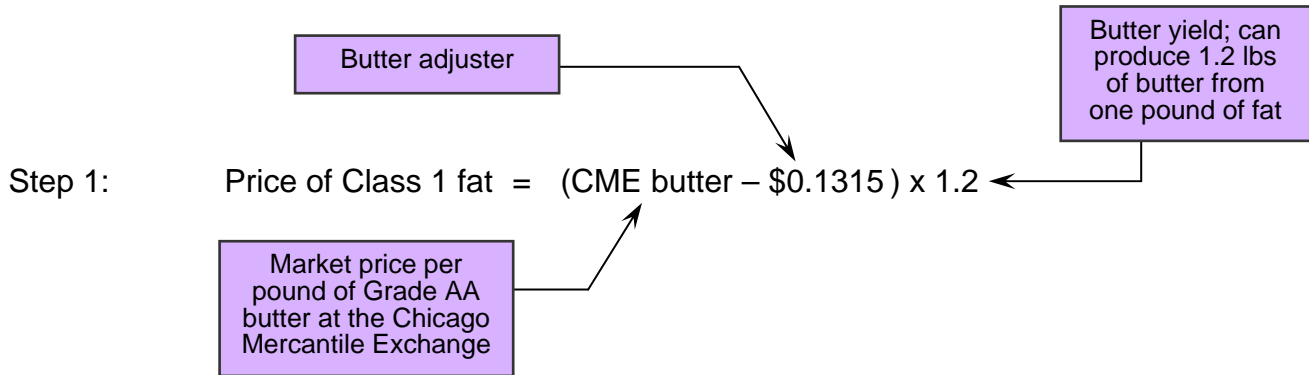 Butter adjuster
Butter yield; can
produce 1.2 lbs
of butter from
one pound of fat
Step 1: Price of Class 1 fat = (CME butter – $0.1315 ) x 1.2
Market price per
pound of Grade AA
butter at the Chicago
Mercantile Exchange